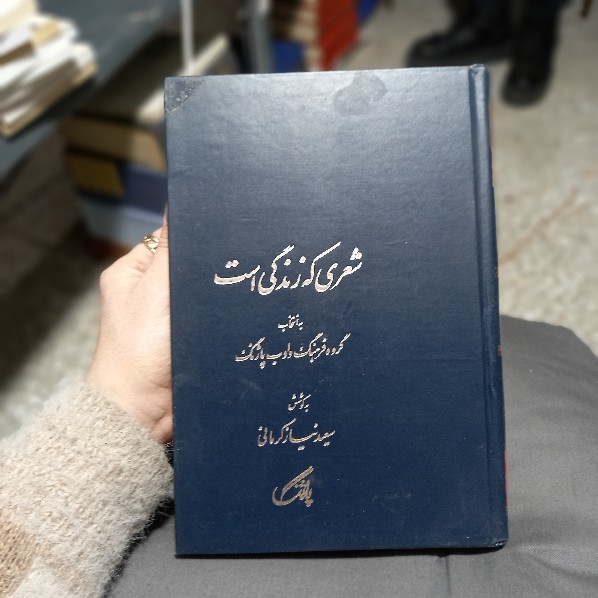 شعری که زندگی است
به انتخاب
گروه فرهنگ و ادب پاژنگ
به کوشش
سعید نیاز کرمانی
پاژنگ